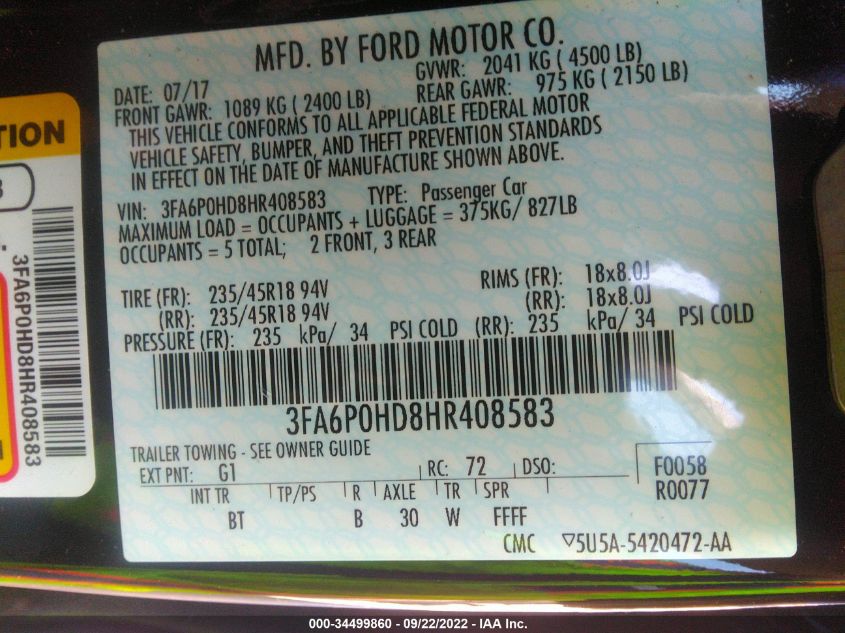 MFD. BY FORD MOTOR CO.
DATE: 07/17
GVWR: 2041 KG ( 4500 LB)
FRONT GAWR: 1089 KG ( 2400 LB)
REAR GAWR: 975 KG ( 2150 LB)
THIS VEHICLE CONFORMS TO ALL APPLICABLE FEDERAL MOTOR
VEHICLE SAFETY, BUMPER, AND THEFT PREVENTION STANDARDS
IN EFFECT ON THE DATE OF MANUFACTURE SHOWN ABOVE.
VIN: 3FA6P0HD8HR408583 TYPE: Passenger Car
MAXIMUM LOAD = OCCUPANTS + LUGGAGE = 375KG/ 827LB
OCCUPANTS = 5 TOTAL; 2 FRONT, 3 REAR
TIRE (FR): 235/45R18 94V RIMS (FR): 18x8.0J
(RR): 235/45R18 94V (RR): 18x8.0J
PRESSURE (FR): 235 kPa/ 34 PSI COLD (RR): 235 kPa/ 34 PSI COLD
3FA6P0HD8HR408583
TRAILER TOWING - SEE OWNER GUIDE
EXT PNT: G1 RC: 72 DSO: F0058
INT TR TP/PS R AXLE TR SPR R0077
BT B 30 W FFFF
CMC ▽5U5A-5420472-AA
TION
3FA6P0HD8HR408583
000-34499860 - 09/22/2022 - IAA Inc.